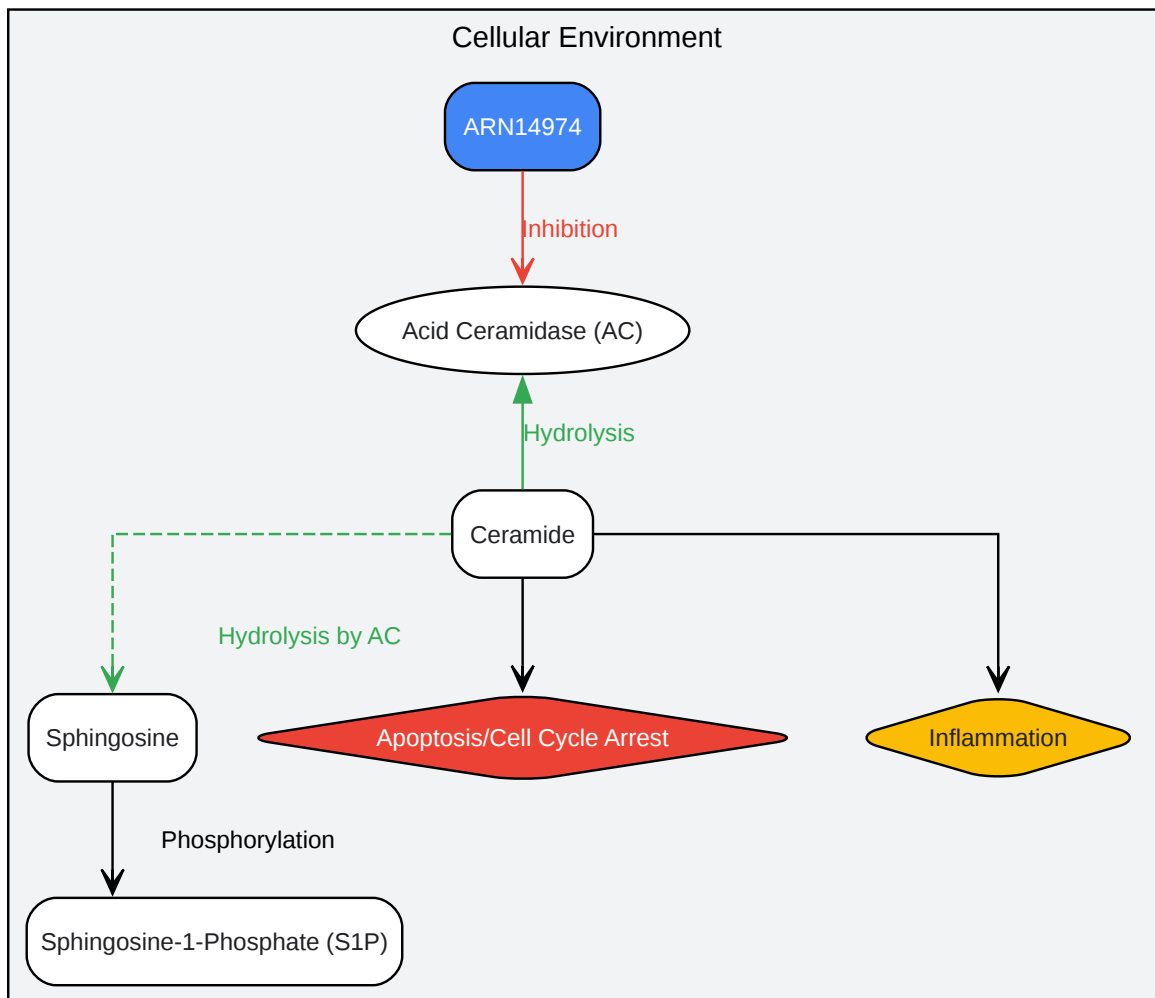 Cellular Environment
ARN14974
Inhibition
Acid Ceramidase (AC)
Hydrolysis
Ceramide
Hydrolysis by AC
Sphingosine
Apoptosis/Cell Cycle Arrest
Inflammation
Phosphorylation
Sphingosine-1-Phosphate (S1P)